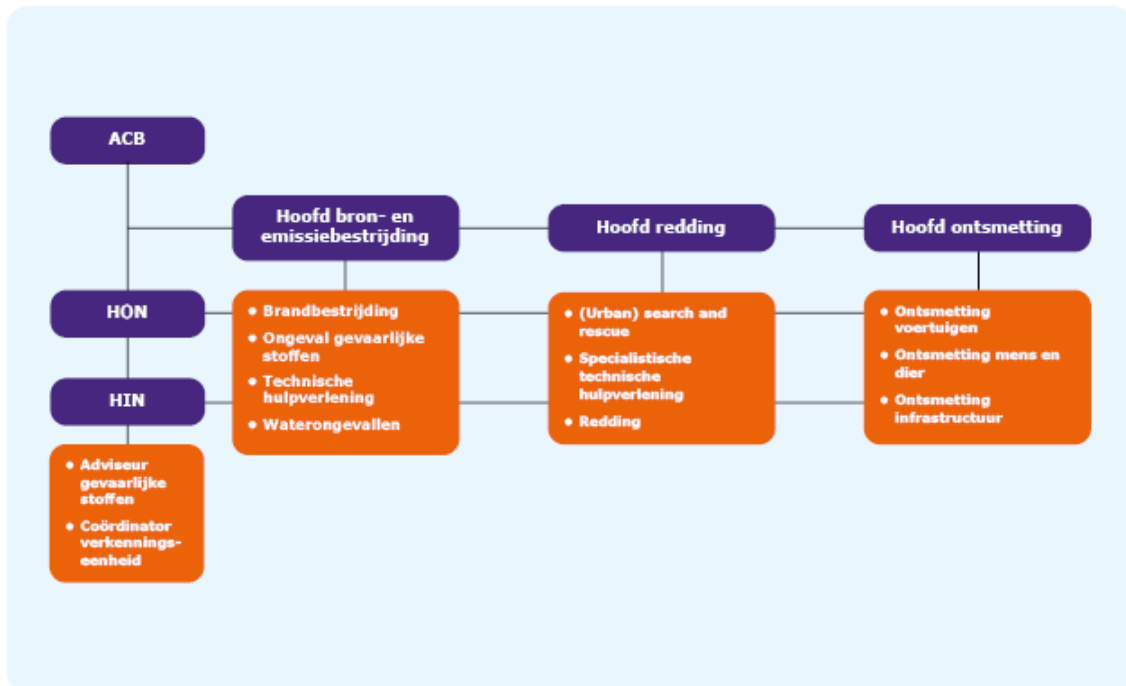 ACB
Hoofd bron- en
emissiebestrijding
Hoofd redding
Hoofd ontsmetting
HON
• Brandbestrijding
• Ongeval gevaarlijke
stoffen
• Technische
hulpverlening
• Waterongevallen
• (Urban) search and
rescue
• Specialistische
technische
hulpverlening
• Redding
• Ontsmetting
voertuigen
• Ontsmetting mens en
dier
• Ontsmetting
infrastructuur
HIN
• Adviseur
gevaarlijke
stoffen
• Coördinator
verkennings-
eenheid